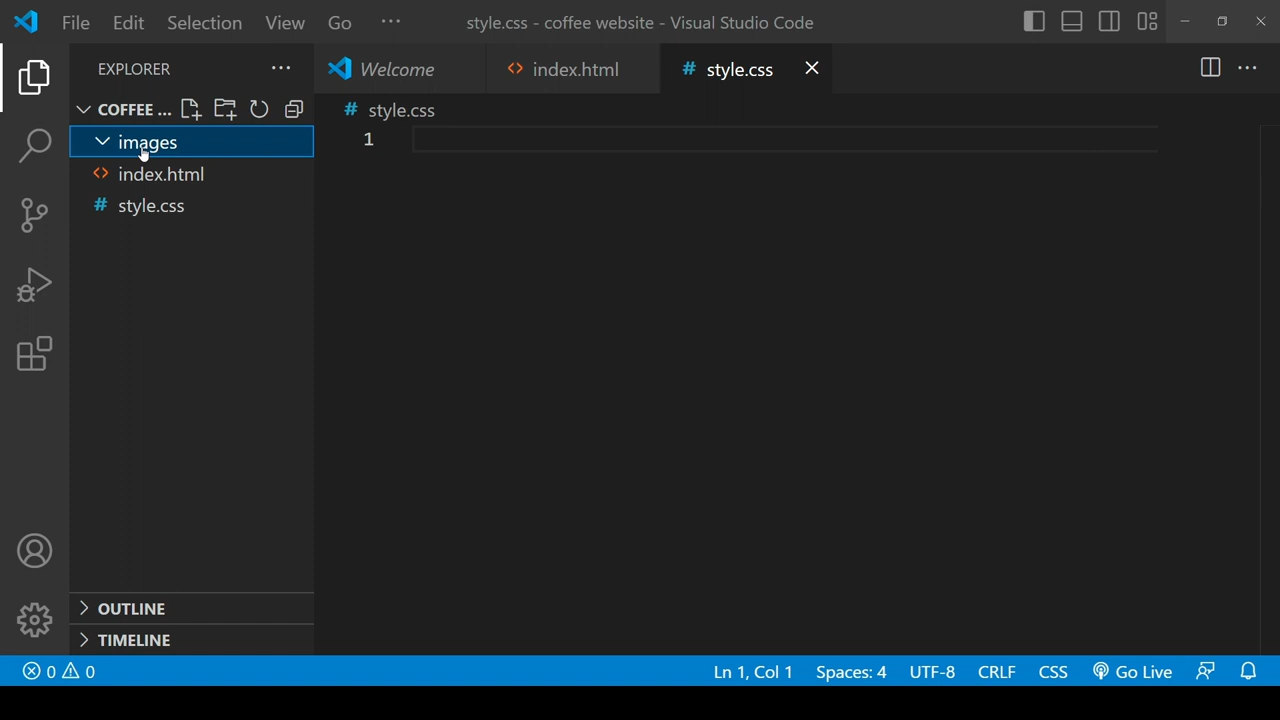 File Edit Selection View Go ··· style.css - coffee website - Visual Studio Code
EXPLORER ···
Welcome <> index.html # style.css
COFFEE ...
# style.css
images
1
<> index.html
# style.css
OUTLINE
TIMELINE
0 0 Ln 1, Col 1 Spaces: 4 UTF-8 CRLF CSS Go Live